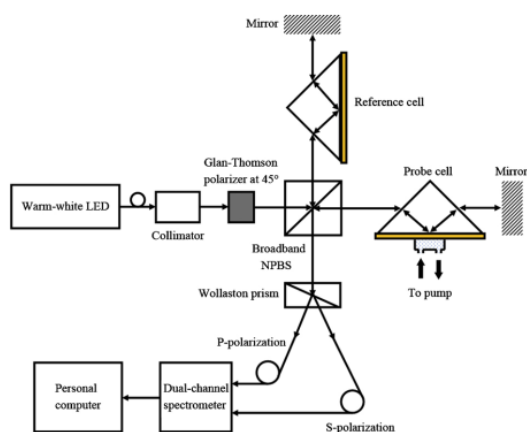 Mirror
Reference cell
Glan-Thomson
polarizer at 45°
Probe cell
Mirror
Warm-white LED
Collimator
Broadband
NPBS
To pump
Wollaston prism
P-polarization
Personal
computer
Dual-channel
spectrometer
S-polarization